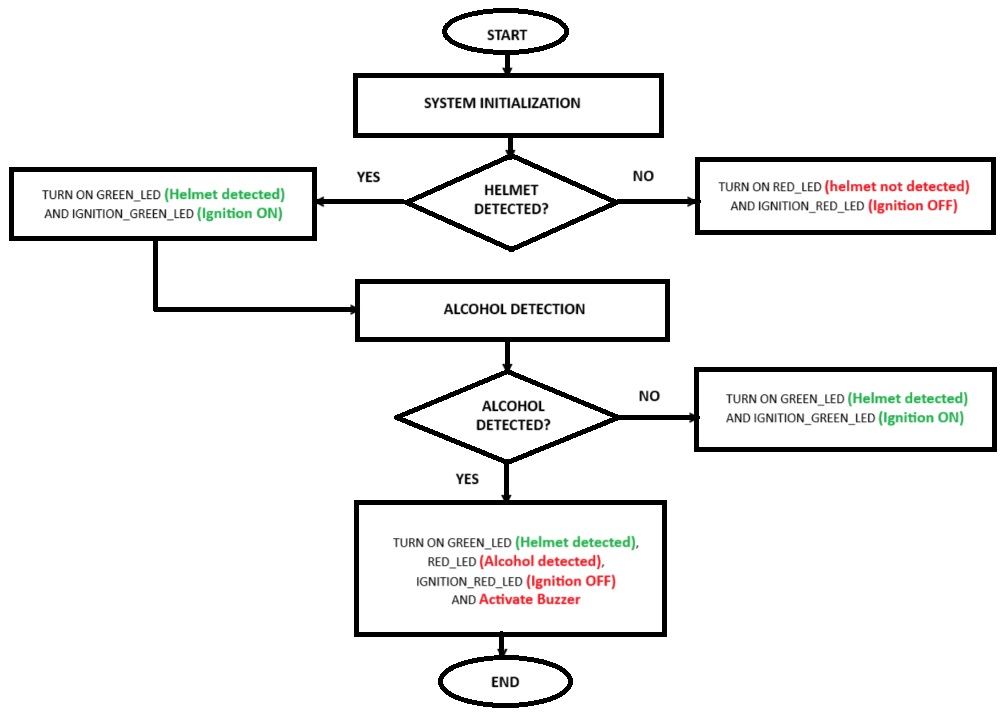 START
SYSTEM INITIALIZATION
YES
NO
HELMET
DETECTED?
TURN ON GREEN_LED (Helmet detected)
AND IGNITION_GREEN_LED (Ignition ON)
TURN ON RED_LED (helmet not detected)
AND IGNITION_RED_LED (Ignition OFF)
ALCOHOL DETECTION
ALCOHOL
DETECTED?
NO
TURN ON GREEN_LED (Helmet detected)
AND IGNITION_GREEN_LED (Ignition ON)
YES
TURN ON GREEN_LED (Helmet detected),
RED_LED (Alcohol detected),
IGNITION_RED_LED (Ignition OFF)
AND Activate Buzzer
END